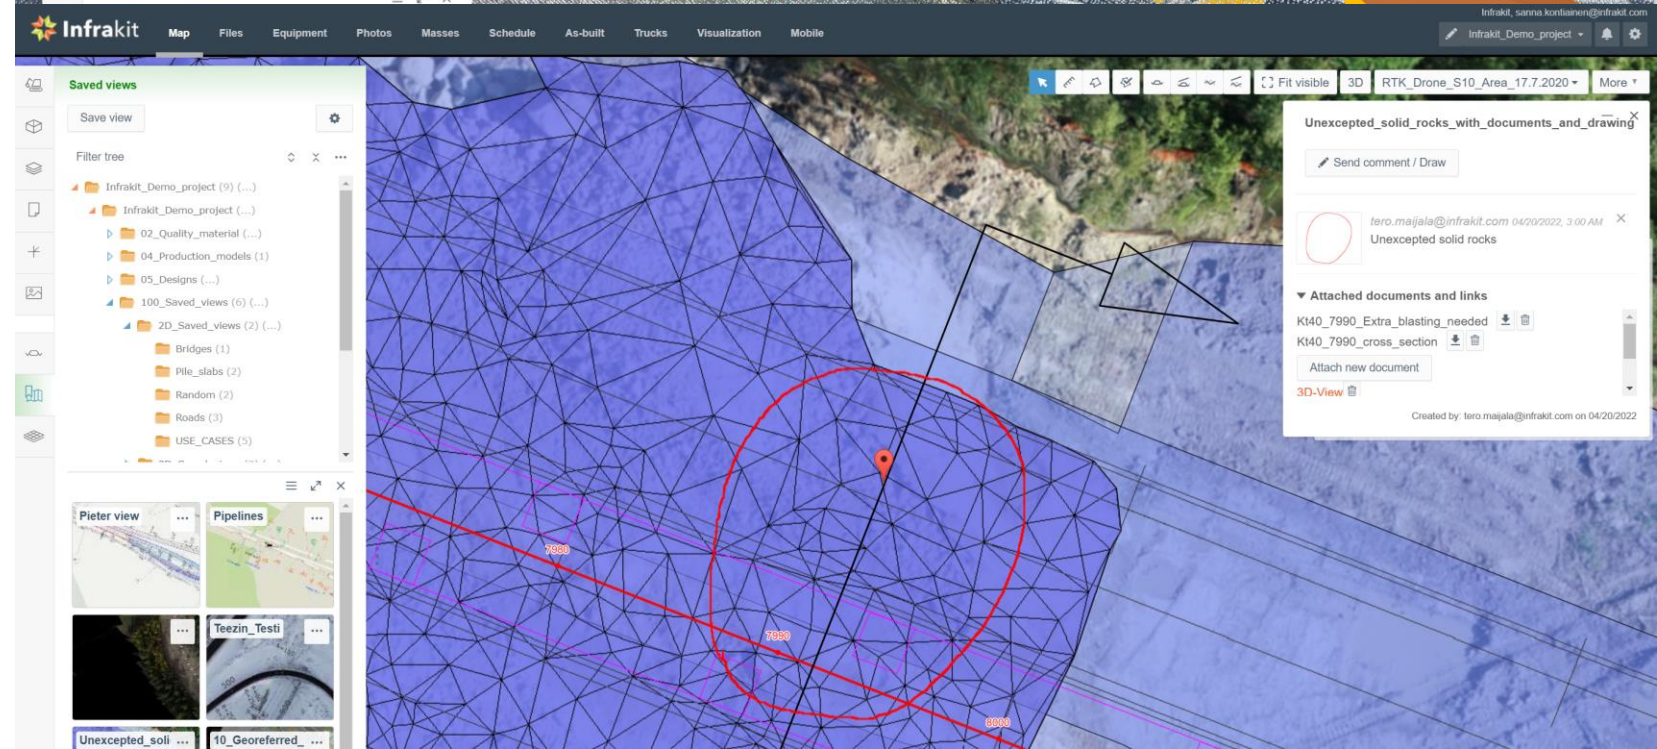 Infrakit, sanna kontiainen@infrakit.com
Infrakit
Map Files Equipment Photos Masses Schedule As-built Trucks Visualization Mobile
Infrakit_Demo_project
Saved views
Save view
Filter tree
Infrakit_Demo_project (9) (...)
Infrakit_Demo_project (...)
02_Quality_material (...)
04_Production_models (1)
05_Designs (...)
100_Saved_views (6) (...)
2D_Saved_views (2) (...)
Bridges (1)
Pile_slabs (2)
Random (2)
Roads (3)
USE_CASES (5)
Pieter view ...
Pipelines ...
...
Teezin_Testi ...
Unexcepted_soli ...
10_Georeferred_ ...
Fit visible
3D
RTK_Drone_S10_Area_17.7.2020
More
Unexcepted_solid_rocks_with_documents_and_drawing
Send comment / Draw
tero.maijala@infrakit.com 04/20/2022, 3:00 AM
Unexcepted solid rocks
Attached documents and links
Kt40_7990_Extra_blasting_needed
Kt40_7990_cross_section
Attach new document
3D-View
Created by: tero.maijala@infrakit.com on 04/20/2022
7980
7990
8000